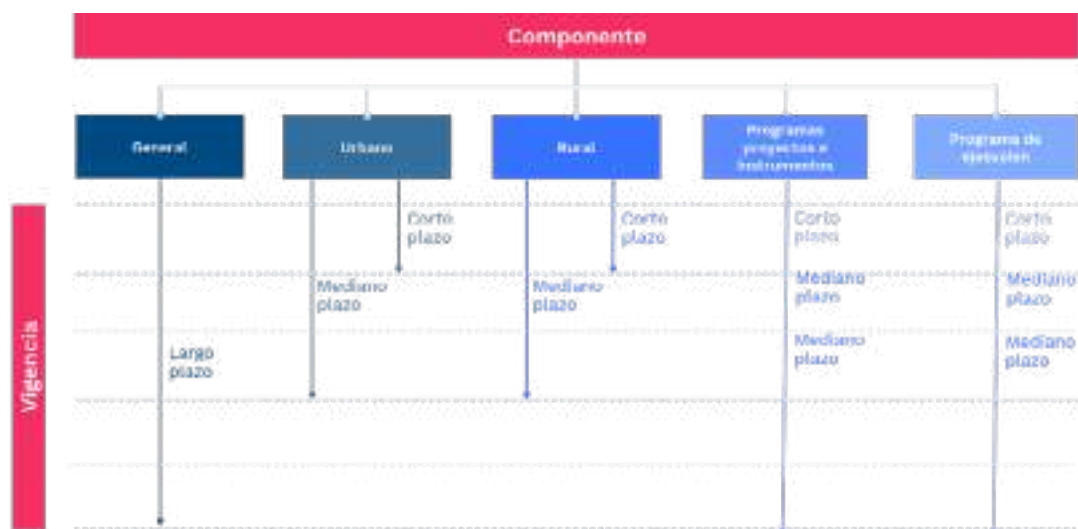 Componente
General
Urbano
Rural
Programas
proyectos e
instrumentos
Programa de
ejecución
Vigencia
Corto
plazo
Corto
plazo
Corto
plazo
Corto
plazo
Mediano
plazo
Mediano
plazo
Mediano
plazo
Mediano
plazo
Largo
plazo
Mediano
plazo
Mediano
plazo